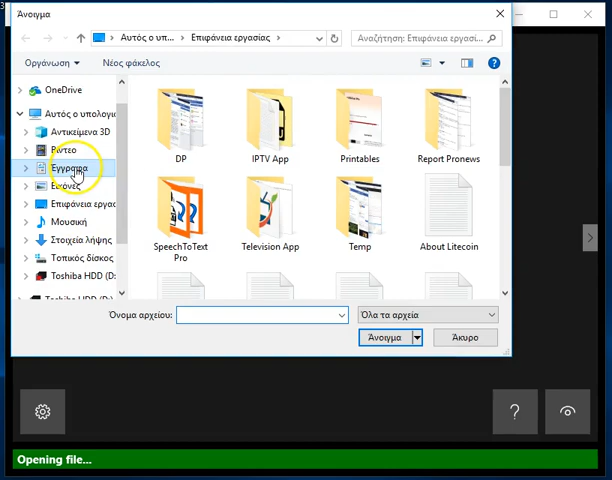 3
Άνοιγμα
Αυτός ο υπ... > Επιφάνεια εργασίας >
Αναζήτηση: Επιφάνεια εργασί...
Οργάνωση
Νέος φάκελος
OneDrive
Αυτός ο υπολογι
Αντικείμενα 3D
Βίντεο
Έγγραφα
Εικόνες
Επιφάνεια εργασ
Μουσική
Στοιχεία λήψης
Τοπικός δίσκος
Toshiba HDD (D:
Toshiba HDD (D:)
DP
IPTV App
Printables
Report Pronews
SpeechToText
Pro
Television App
Temp
About Litecoin
Όνομα αρχείου:
Όλα τα αρχεία
Άνοιγμα
Άκυρο
Opening file...